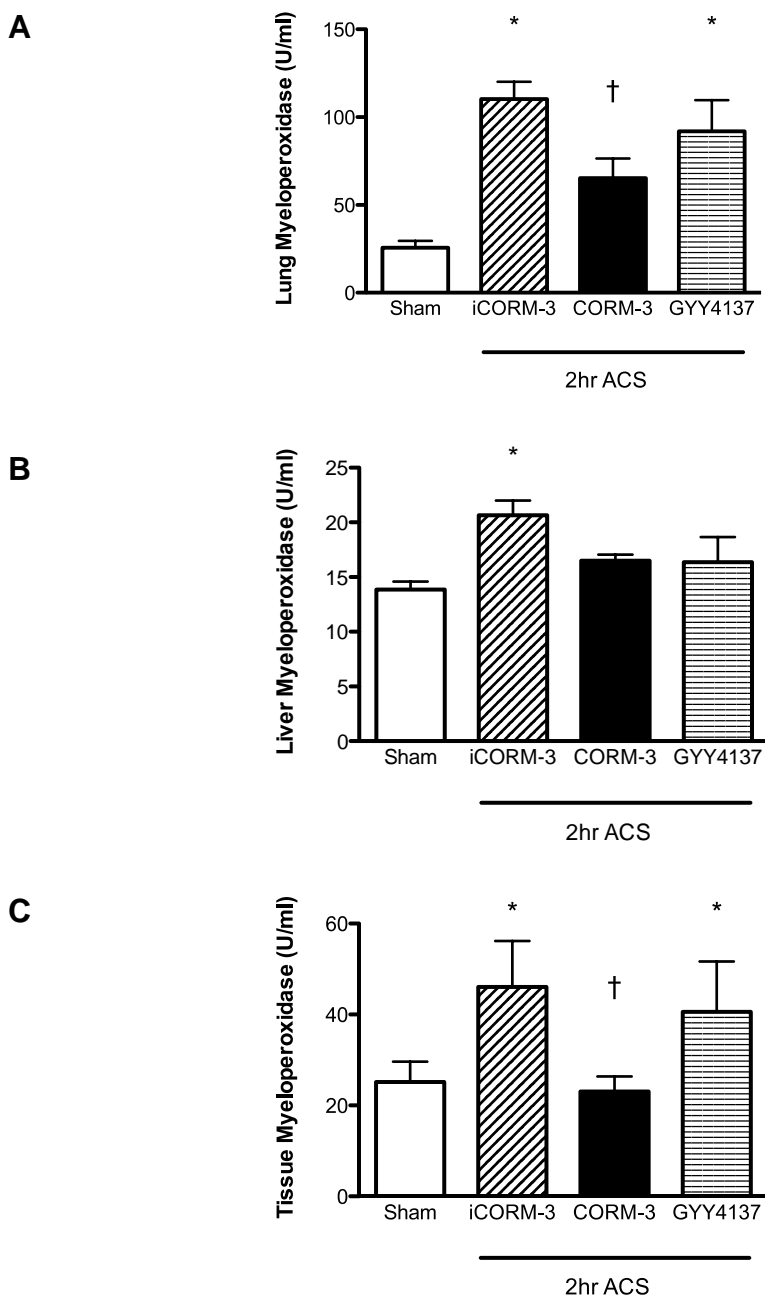 A
Lung Myeloperoxidase (U/ml)
* *
†
150
100
50
0
Sham iCORM-3 CORM-3 GYY4137
2hr ACS
B
Liver Myeloperoxidase (U/ml)
*
25
20
15
10
5
0
Sham iCORM-3 CORM-3 GYY4137
2hr ACS
C
Tissue Myeloperoxidase (U/ml)
* *
†
60
40
20
0
Sham iCORM-3 CORM-3 GYY4137
2hr ACS